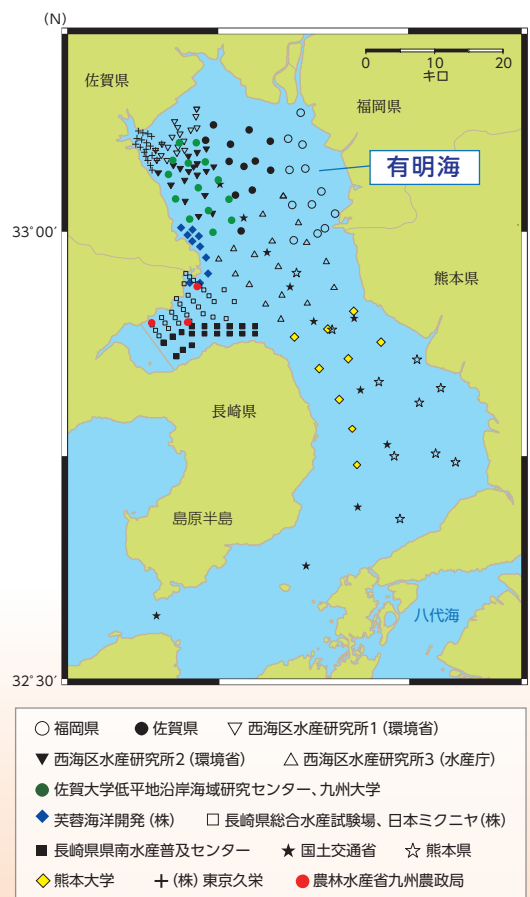 (N)
佐賀県
0 10 20
キロ
福岡県
有明海
33°00′
熊本県
長崎県
島原半島
八代海
32°30′
○ 福岡県 ● 佐賀県 ▽ 西海区水産研究所1 (環境省)
▼ 西海区水産研究所2 (環境省) △ 西海区水産研究所3 (水産庁)
● 佐賀大学低平地沿岸海域研究センター、九州大学
◆ 芙蓉海洋開発 (株) □ 長崎県総合水産試験場、日本ミクニヤ(株)
■ 長崎県県南水産普及センター ★ 国土交通省 ☆ 熊本県
◇ 熊本大学 + (株) 東京久栄 ● 農林水産省九州農政局